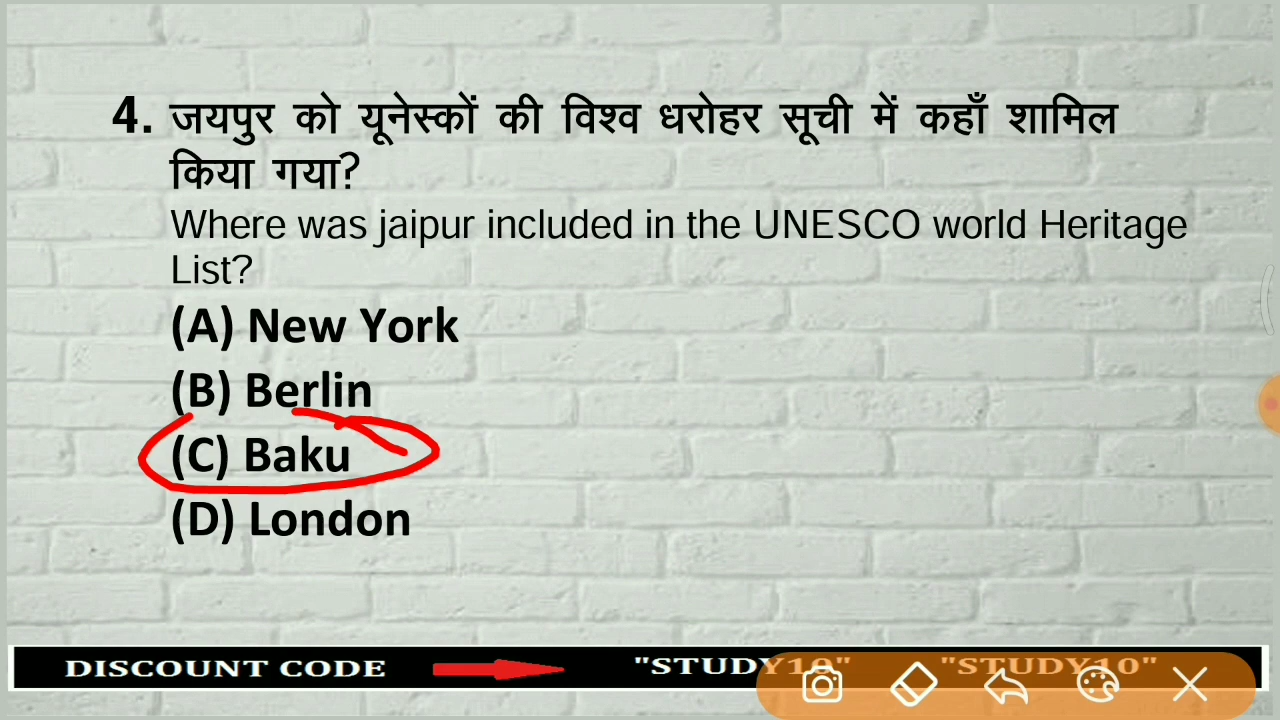 4. जयपुर को यूनेस्कों की विश्व धरोहर सूची में कहाँ शामिल
किया गया?
Where was jaipur included in the UNESCO world Heritage
List?
(A) New York
(B) Berlin
(C) Baku
(D) London
DISCOUNT CODE "STUDY10" "STUDY10"